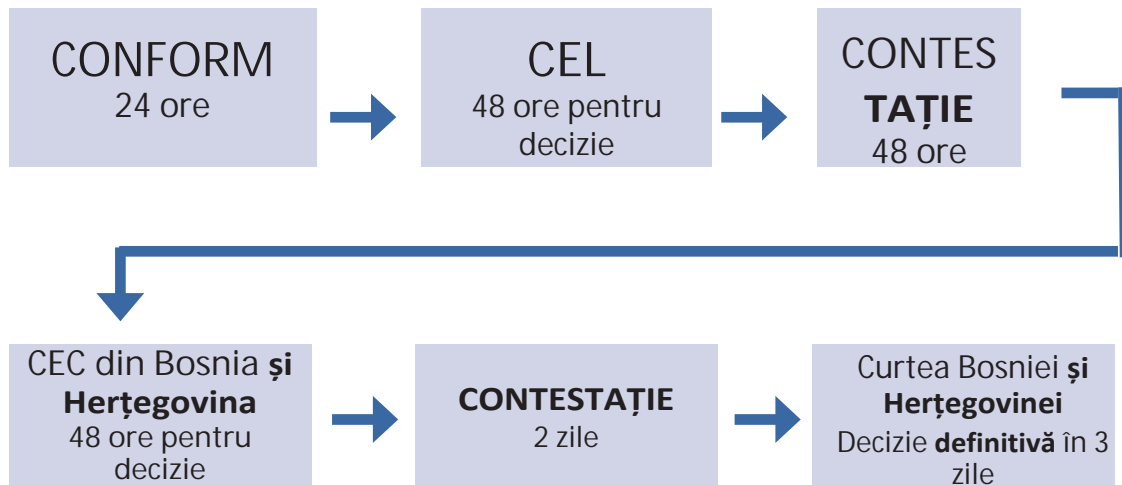 CONFORM
24 ore
CEL
48 ore pentru
decizie
CONTES
TAȚIE
48 ore
CEC din Bosnia și
Herțegovina
48 ore pentru
decizie
CONTESTAȚIE
2 zile
Curtea Bosniei și
Herțegovinei
Decizie definitivă în 3
zile